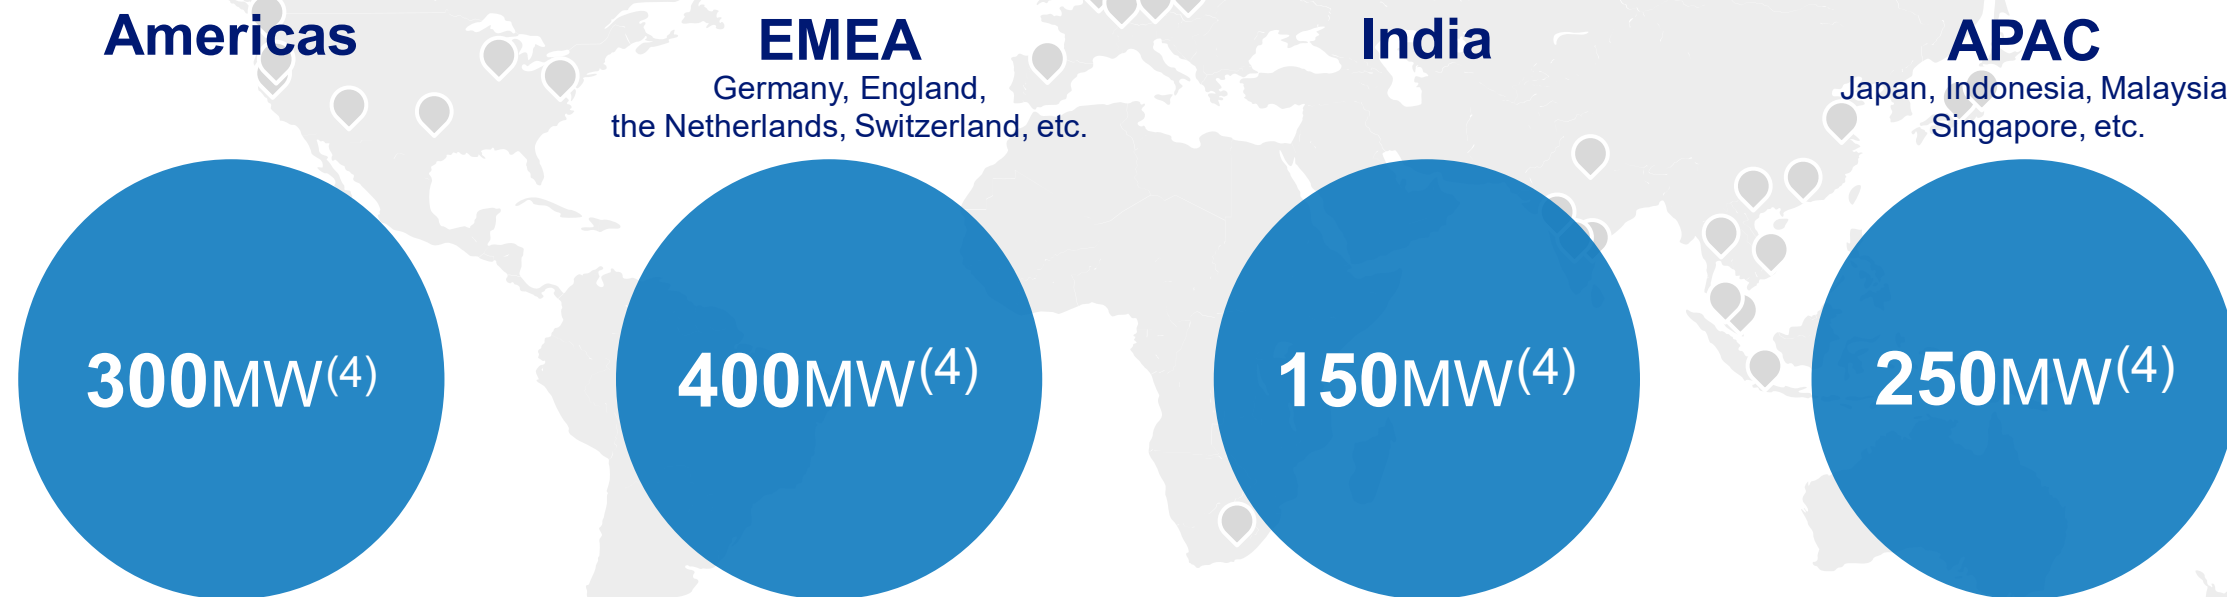 Americas
300MW(4)
EMEA
Germany, England,
the Netherlands, Switzerland, etc.
400MW(4)
India
150MW(4)
APAC
Japan, Indonesia, Malaysia
Singapore, etc.
250MW(4)